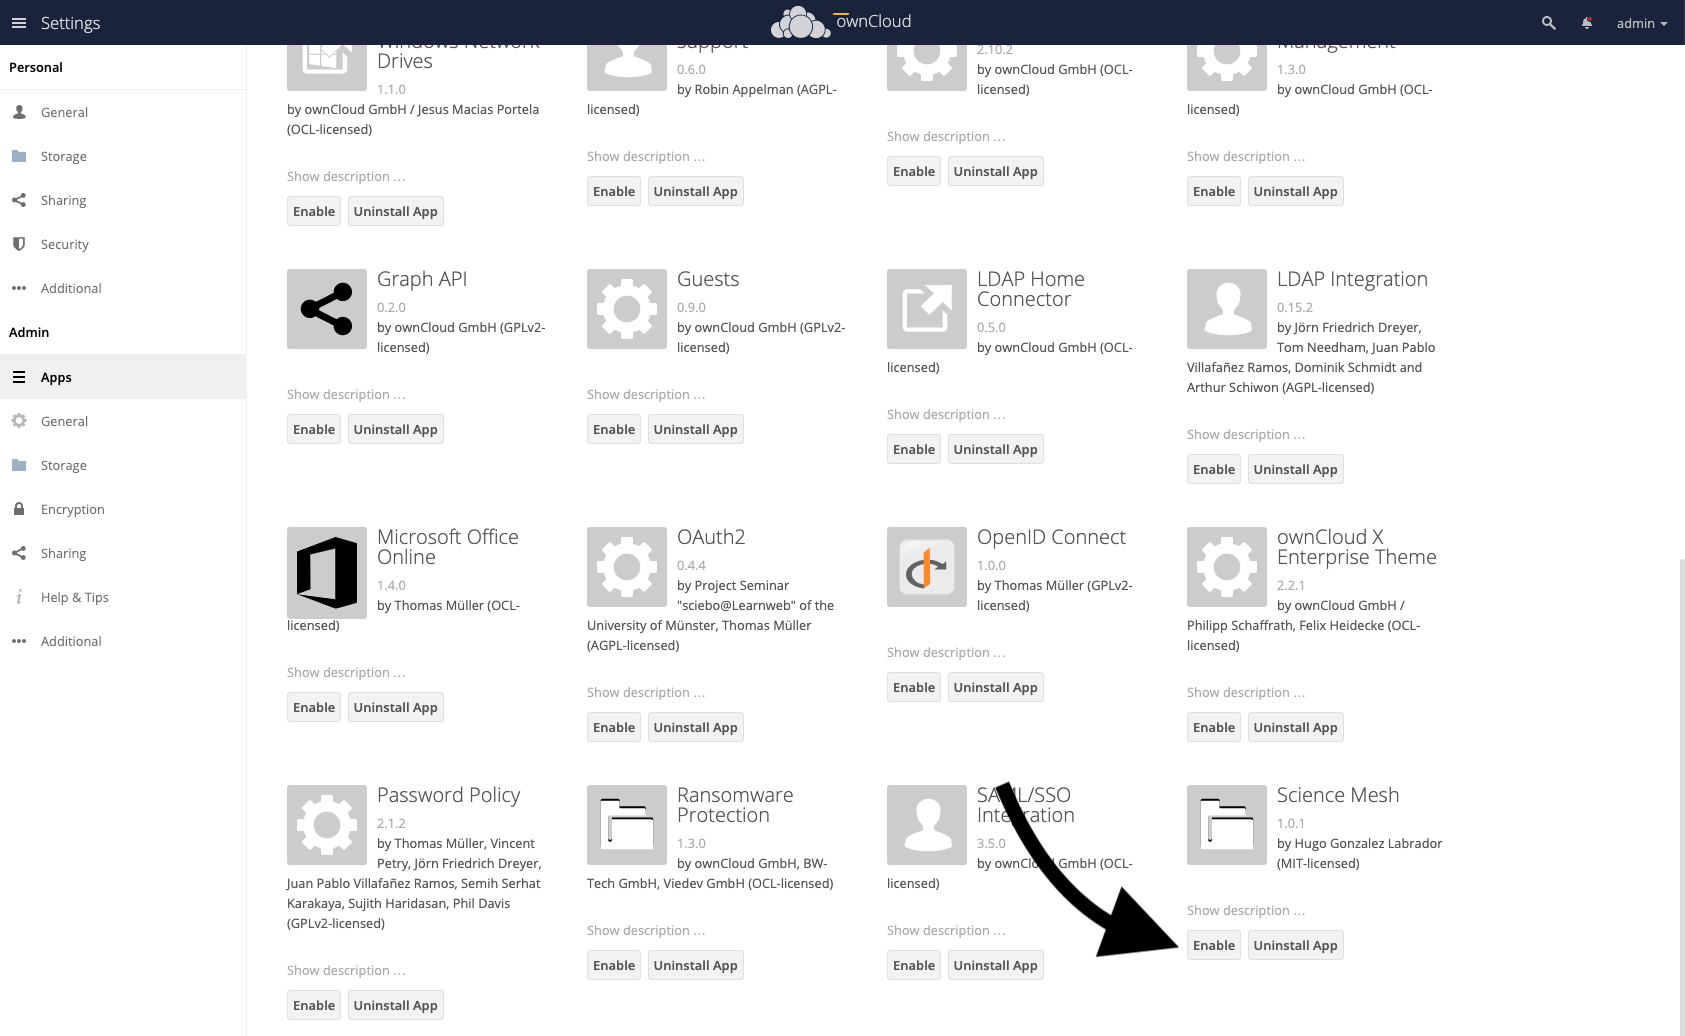 Settings
ownCloud
admin
Personal
General
Storage
Sharing
Security
Additional
Admin
Apps
General
Storage
Encryption
Sharing
Help & Tips
Additional
Windows Network
Drives
1.1.0
by ownCloud GmbH / Jesus Macias Portela
(OCL-licensed)
Show description …
Enable
Uninstall App
support
0.6.0
by Robin Appelman (AGPL-
licensed)
Show description …
Enable
Uninstall App
2.10.2
by ownCloud GmbH (OCL-
licensed)
Show description …
Enable
Uninstall App
Management
1.3.0
by ownCloud GmbH (OCL-
licensed)
Show description …
Enable
Uninstall App
Graph API
0.2.0
by ownCloud GmbH (GPLv2-
licensed)
Show description …
Enable
Uninstall App
Guests
0.9.0
by ownCloud GmbH (GPLv2-
licensed)
Show description …
Enable
Uninstall App
LDAP Home
Connector
0.5.0
by ownCloud GmbH (OCL-
licensed)
Show description …
Enable
Uninstall App
LDAP Integration
0.15.2
by Jörn Friedrich Dreyer,
Tom Needham, Juan Pablo
Villafañez Ramos, Dominik Schmidt and
Arthur Schiwon (AGPL-licensed)
Show description …
Enable
Uninstall App
Microsoft Office
Online
1.4.0
by Thomas Müller (OCL-
licensed)
Show description …
Enable
Uninstall App
OAuth2
0.4.4
by Project Seminar
"sciebo@Learnweb" of the
University of Münster, Thomas Müller
(AGPL-licensed)
Show description …
Enable
Uninstall App
OpenID Connect
1.0.0
by Thomas Müller (GPLv2-
licensed)
Show description …
Enable
Uninstall App
ownCloud X
Enterprise Theme
2.2.1
by ownCloud GmbH /
Philipp Schaffrath, Felix Heidecke (OCL-
licensed)
Show description …
Enable
Uninstall App
Password Policy
2.1.2
by Thomas Müller, Vincent
Petry, Jörn Friedrich Dreyer,
Juan Pablo Villafañez Ramos, Semih Serhat
Karakaya, Sujith Haridasan, Phil Davis
(GPLv2-licensed)
Show description …
Enable
Uninstall App
Ransomware
Protection
1.3.0
by ownCloud GmbH, BW-
Tech GmbH, Viedev GmbH (OCL-licensed)
Show description …
Enable
Uninstall App
SAML/SSO
Integration
3.5.0
by ownCloud GmbH (OCL-
licensed)
Show description …
Enable
Uninstall App
Science Mesh
1.0.1
by Hugo Gonzalez Labrador
(MIT-licensed)
Show description …
Enable
Uninstall App